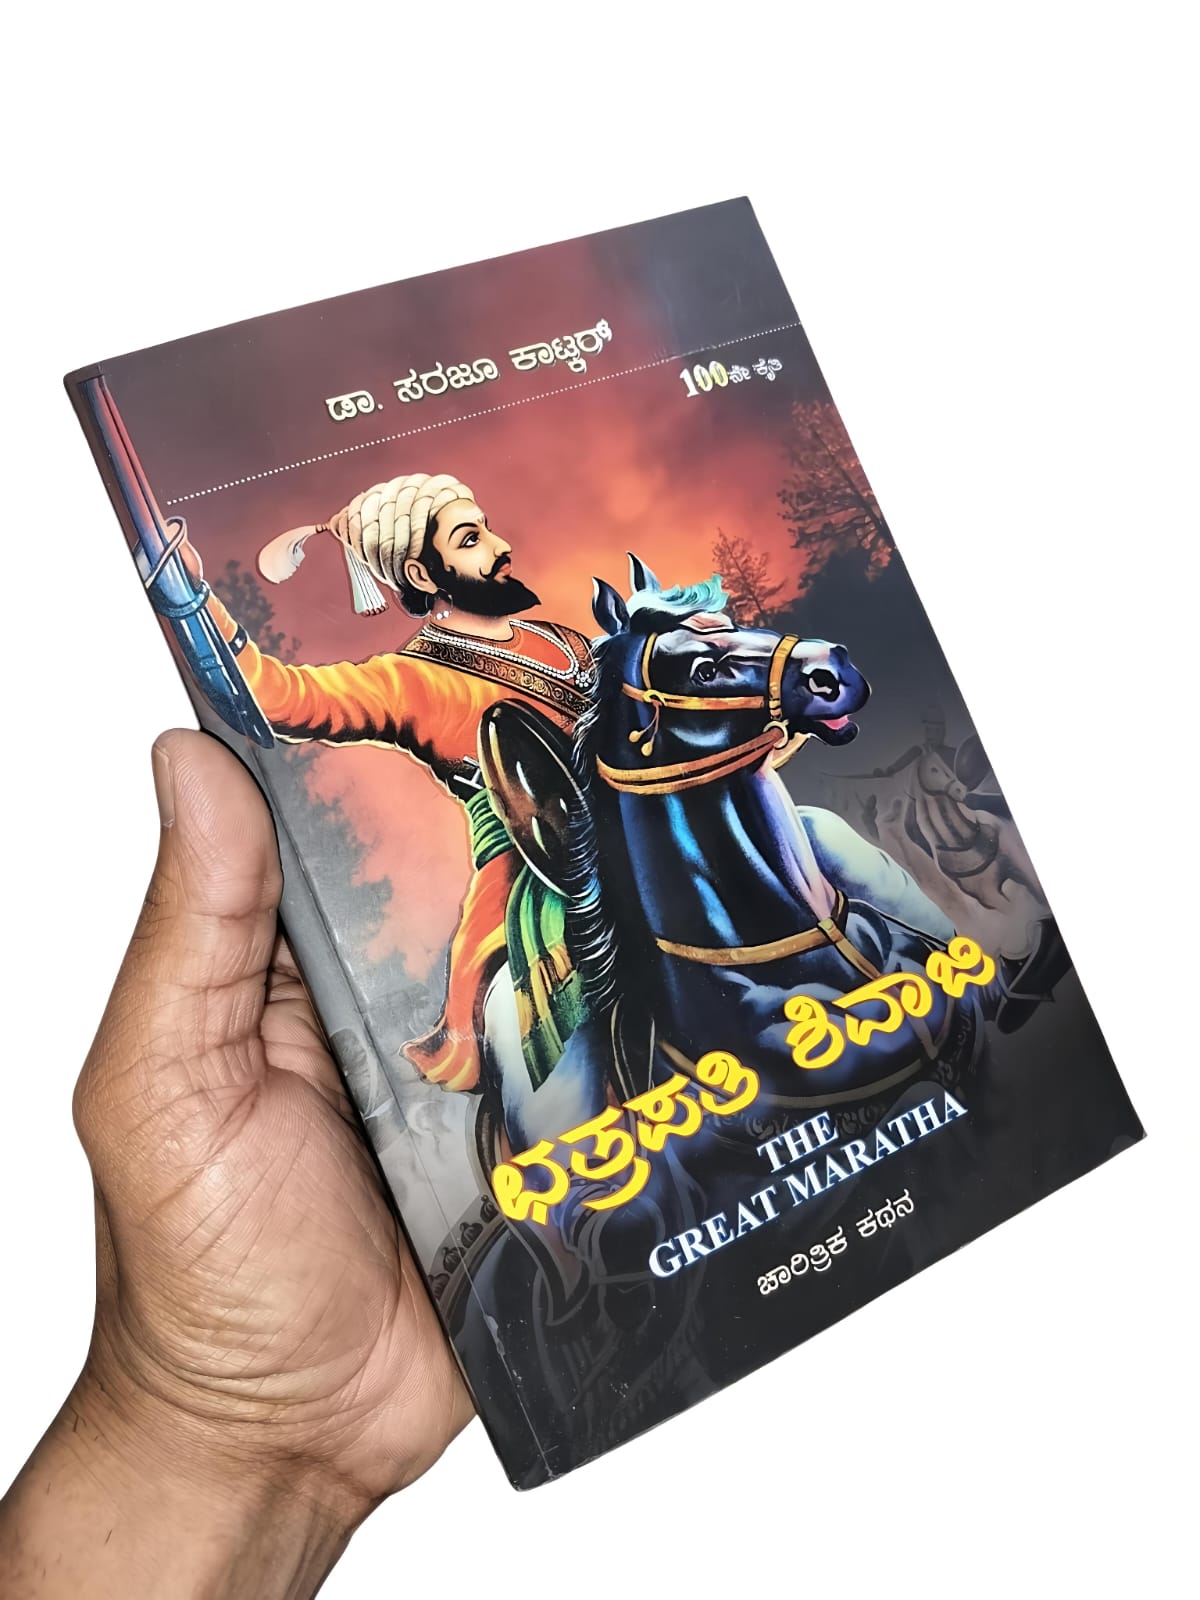 ಡಾ. ಸರಜೂ ಕಾಟ್ಕರ್
100ನೇ ಕೃತಿ
ಛತ್ರಪತಿ ಶಿವಾಜಿ
THE
GREAT MARATHA
ಚಾರಿತ್ರಿಕ ಕಥನ